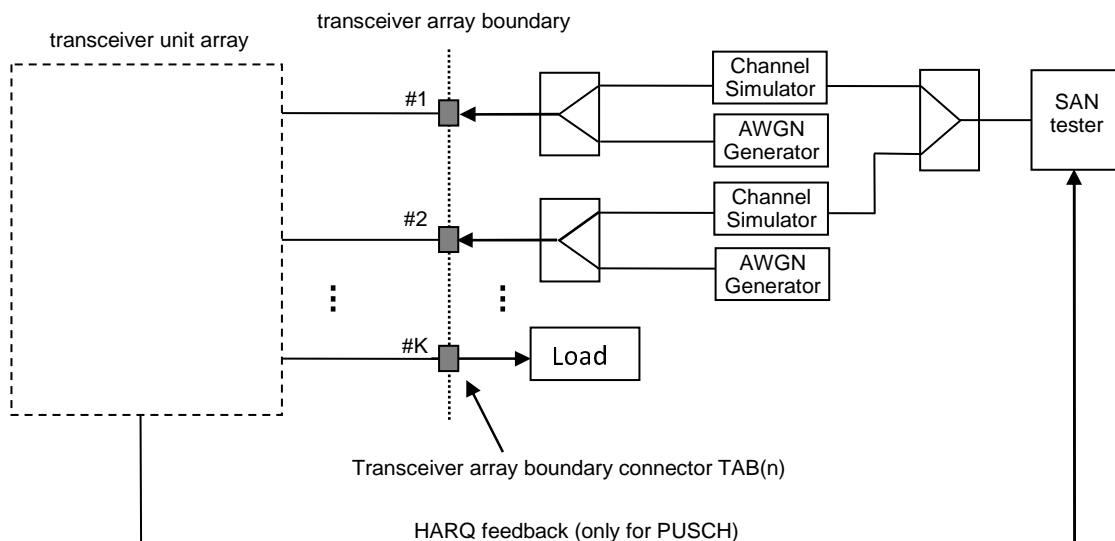 transceiver array boundary
transceiver unit array
#1
Channel
Simulator
AWGN
Generator
SAN
tester
#2
Channel
Simulator
AWGN
Generator
#K
Load
Transceiver array boundary connector TAB(n)
HARQ feedback (only for PUSCH)